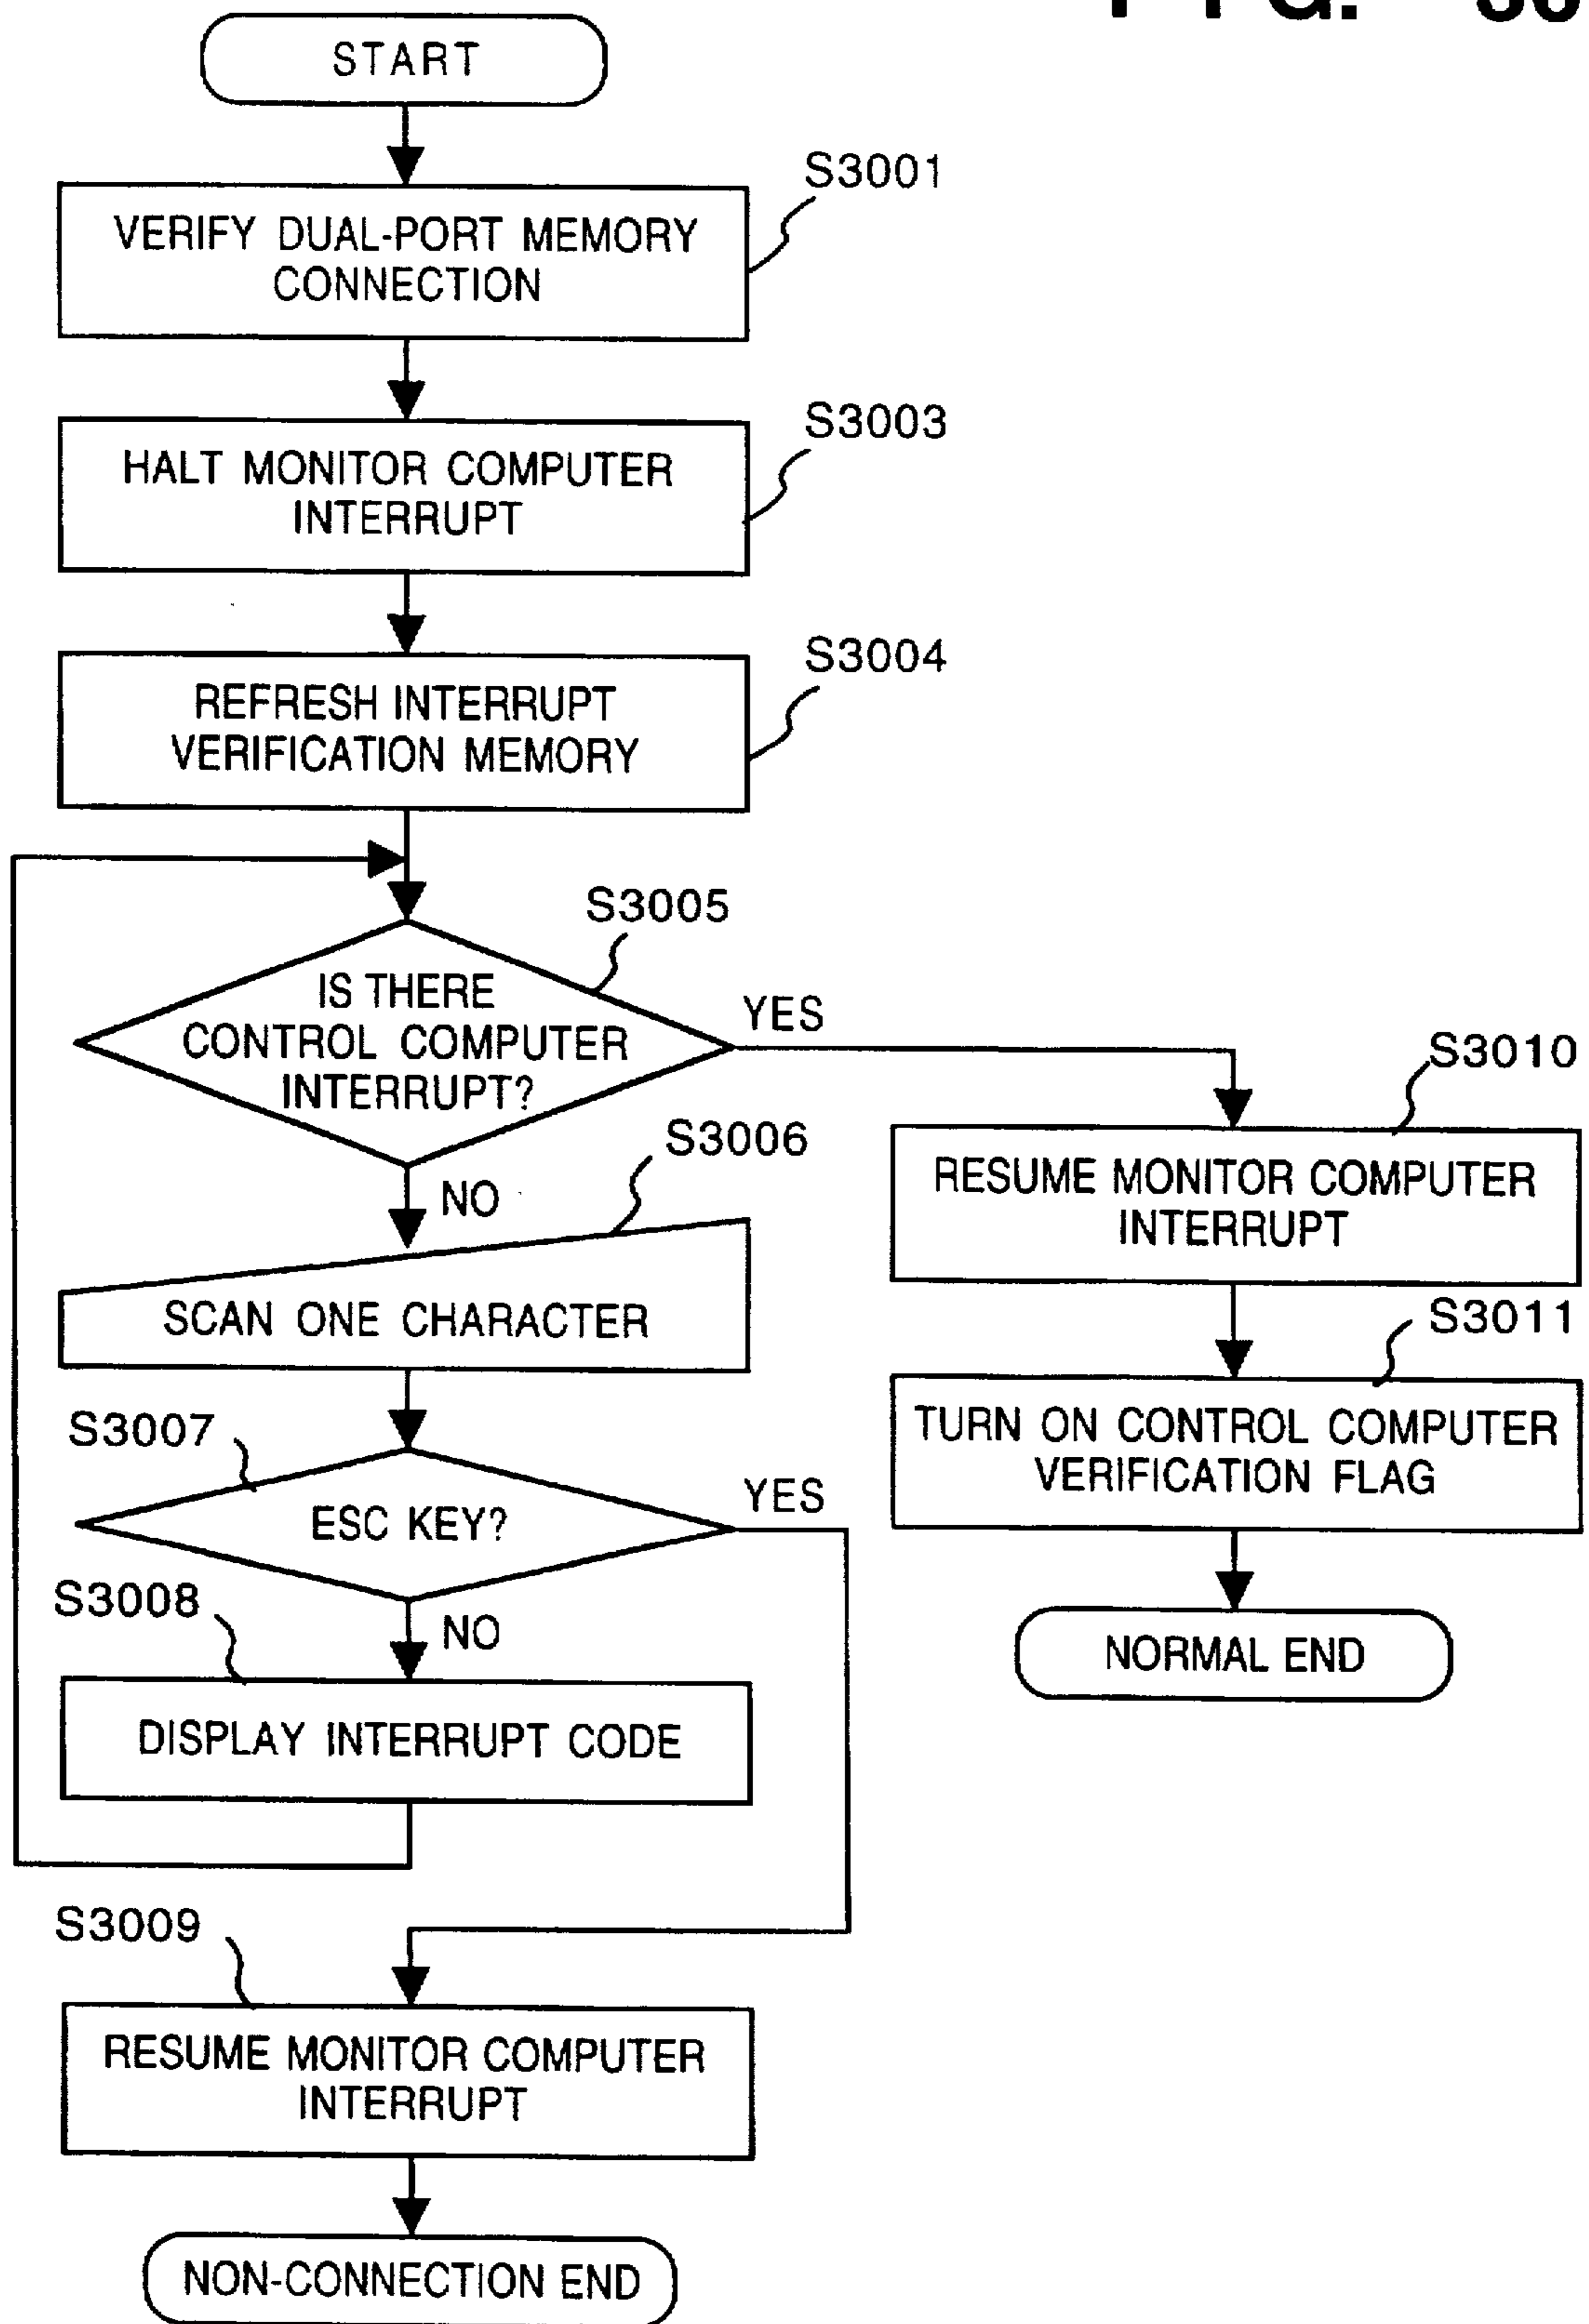 START
S3001
VERIFY DUAL-PORT MEMORY
CONNECTION
S3003
HALT MONITOR COMPUTER
INTERRUPT
S3004
REFRESH INTERRUPT
VERIFICATION MEMORY
S3005
IS THERE
CONTROL COMPUTER
INTERRUPT?
YES
NO
S3010
RESUME MONITOR COMPUTER
INTERRUPT
S3006
SCAN ONE CHARACTER
S3011
TURN ON CONTROL COMPUTER
VERIFICATION FLAG
NORMAL END
S3007
ESC KEY?
YES
NO
S3008
DISPLAY INTERRUPT CODE
S3009
RESUME MONITOR COMPUTER
INTERRUPT
NON-CONNECTION END